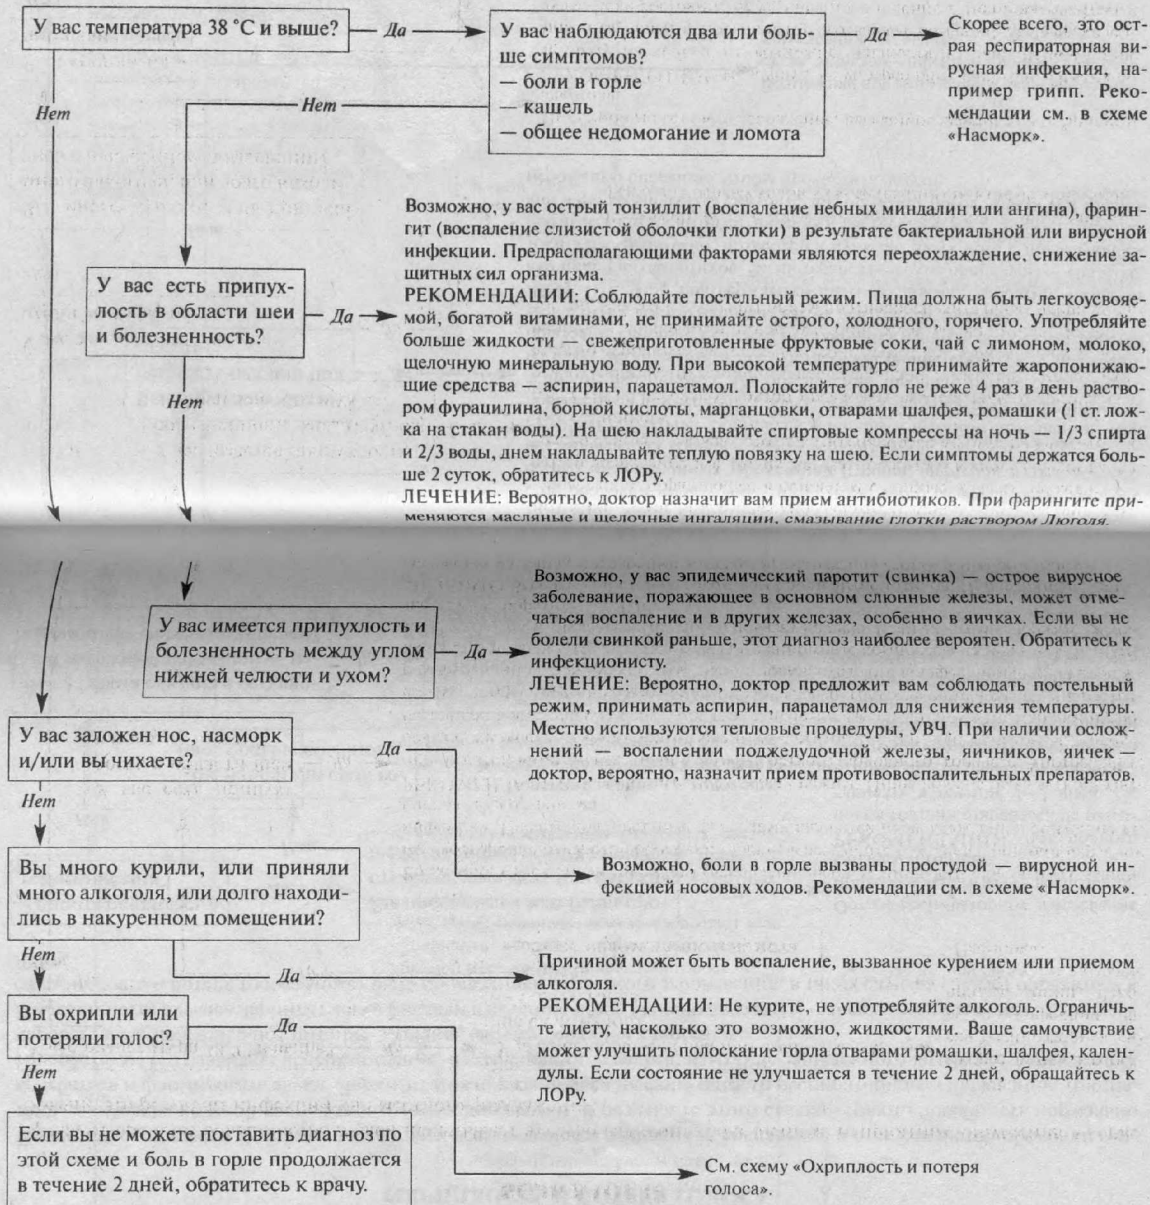 У вас температура 38 °С и выше?
Да
У вас наблюдаются два или боль-
ше симптомов?
— боли в горле
— кашель
— общее недомогание и ломота
Да
Скорее всего, это ост-
рая респираторная ви-
русная инфекция, на-
пример грипп. Реко-
мендации см. в схеме
«Насморк».
Нет
Нет
Возможно, у вас острый тонзиллит (воспаление небных миндалин или ангина), фарин-
гит (воспаление слизистой оболочки глотки) в результате бактериальной или вирусной
инфекции. Предрасполагающими факторами являются переохлаждение, снижение за-
щитных сил организма.
РЕКОМЕНДАЦИИ: Соблюдайте постельный режим. Пища должна быть легкоусвояе-
мой, богатой витаминами, не принимайте острого, холодного, горячего. Употребляйте
больше жидкости — свежеприготовленные фруктовые соки, чай с лимоном, молоко,
щелочную минеральную воду. При высокой температуре принимайте жаропонижаю-
щие средства — аспирин, парацетамол. Полоскайте горло не реже 4 раз в день раство-
ром фурацилина, борной кислоты, марганцовки, отварами шалфея, ромашки (1 ст. лож-
ка на стакан воды). На шею накладывайте спиртовые компрессы на ночь — 1/3 спирта
и 2/3 воды, днем накладывайте теплую повязку на шею. Если симптомы держатся боль-
ше 2 суток, обратитесь к ЛОРу.
ЛЕЧЕНИЕ: Вероятно, доктор назначит вам прием антибиотиков. При фарингите при-
меняются масляные и щелочные ингаляции, смазывание глотки раствором Люголя.
У вас есть припух-
лость в области шеи
и болезненность?
Да
Нет
Возможно, у вас эпидемический паротит (свинка) — острое вирусное
заболевание, поражающее в основном слюнные железы, может отме-
чаться воспаление и в других железах, особенно в яичках. Если вы не
болели свинкой раньше, этот диагноз наиболее вероятен. Обратитесь к
инфекционисту.
ЛЕЧЕНИЕ: Вероятно, доктор предложит вам соблюдать постельный
режим, принимать аспирин, парацетамол для снижения температуры.
Местно используются тепловые процедуры, УВЧ. При наличии ослож-
нений — воспалении поджелудочной железы, яичников, яичек —
доктор, вероятно, назначит прием противовоспалительных препаратов.
У вас имеется припухлость и
болезненность между углом
нижней челюсти и ухом?
Да
У вас заложен нос, насморк
и/или вы чихаете?
Да
Нет
Возможно, боли в горле вызваны простудой — вирусной ин-
фекцией носовых ходов. Рекомендации см. в схеме «Насморк».
Вы много курили, или приняли
много алкоголя, или долго находи-
лись в накуренном помещении?
Нет
Да
Причиной может быть воспаление, вызванное курением или приемом
алкоголя.
РЕКОМЕНДАЦИИ: Не курите, не употребляйте алкоголь. Ограничь-
те диету, насколько это возможно, жидкостями. Ваше самочувствие
может улучшить полоскание горла отварами ромашки, шалфея, кален-
дулы. Если состояние не улучшается в течение 2 дней, обращайтесь к
ЛОРу.
Вы охрипли или
потеряли голос?
Да
Нет
См. схему «Охриплость и потеря
голоса».
Если вы не можете поставить диагноз по
этой схеме и боль в горле продолжается
в течение 2 дней, обратитесь к врачу.